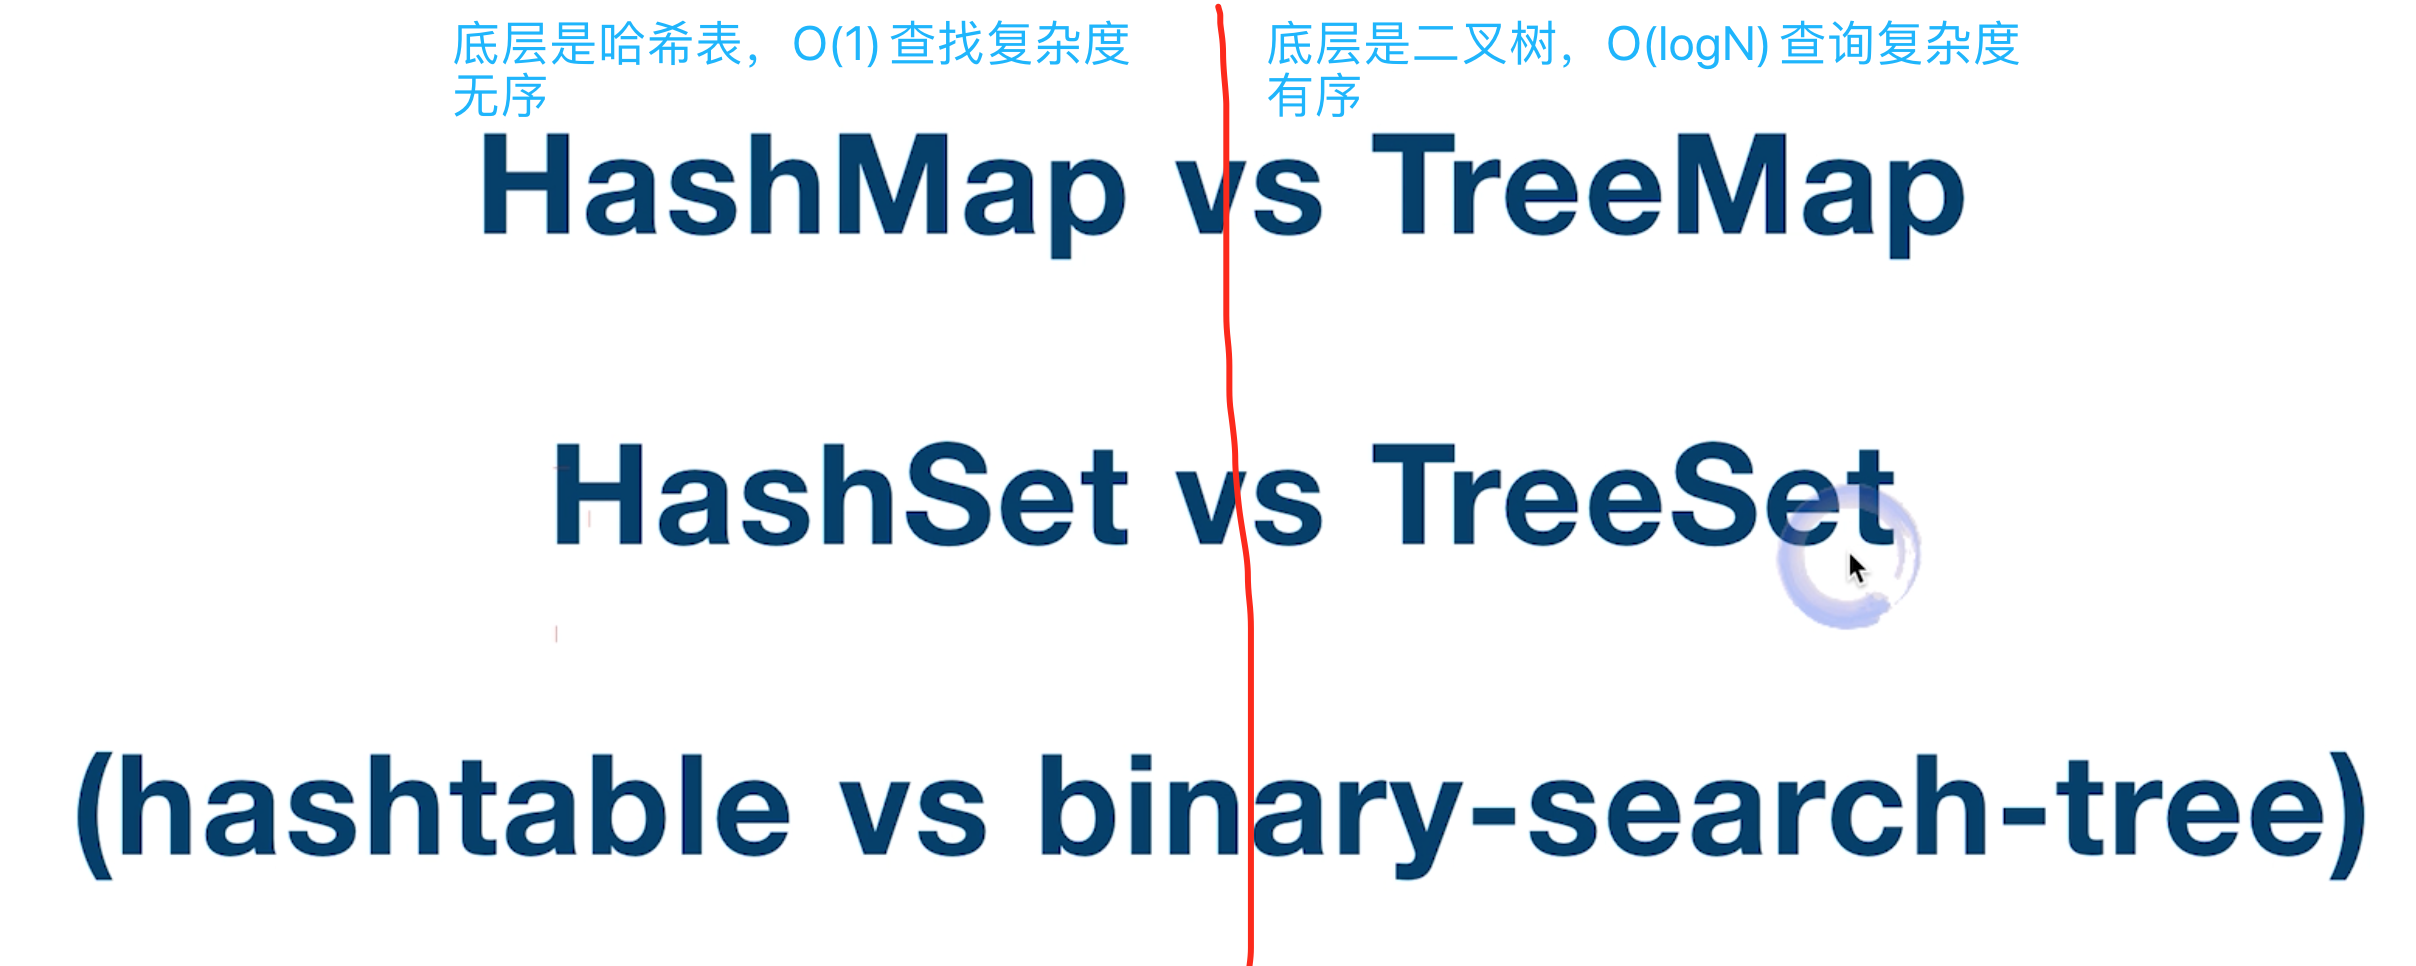 底层是哈希表，O(1) 查找复杂度
无序
底层是二叉树，O(logN) 查询复杂度
有序
HashMap vs TreeMap
HashSet vs TreeSet
(hashtable vs binary-search-tree)